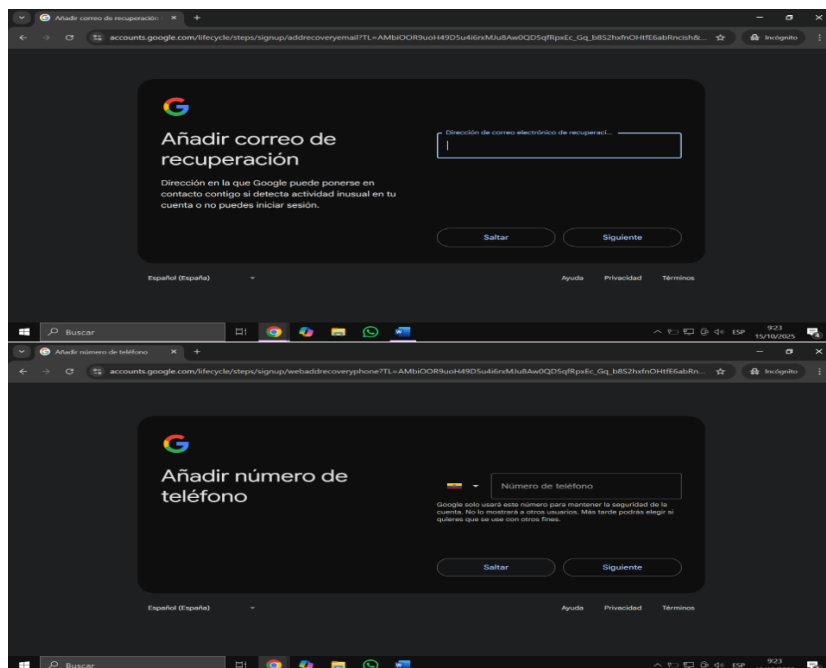 Añadir correo de recuperación
accounts.google.com/lifecycle/steps/signup/addrecoveryemail?TL=
Incógnito
Añadir correo de
recuperación
Dirección en la que Google puede ponerse en
contacto contigo si detecta actividad inusual en tu
cuenta o no puedes iniciar sesión.
Dirección de correo electrónico de recuperaci...
Saltar
Siguiente
Español (España)
Ayuda
Privacidad
Términos
Buscar
ESP
9:23
15/10/2025
Añadir número de teléfono
accounts.google.com/lifecycle/steps/signup/webaddrecoveryphone?TL=
Incógnito
Añadir número de
teléfono
Número de teléfono
Google solo usará este número para mantener la seguridad de la
cuenta. No lo mostrará a otros usuarios. Más tarde podrás elegir si
quieres que se use con otros fines.
Saltar
Siguiente
Español (España)
Ayuda
Privacidad
Términos
Buscar
ESP
9:23